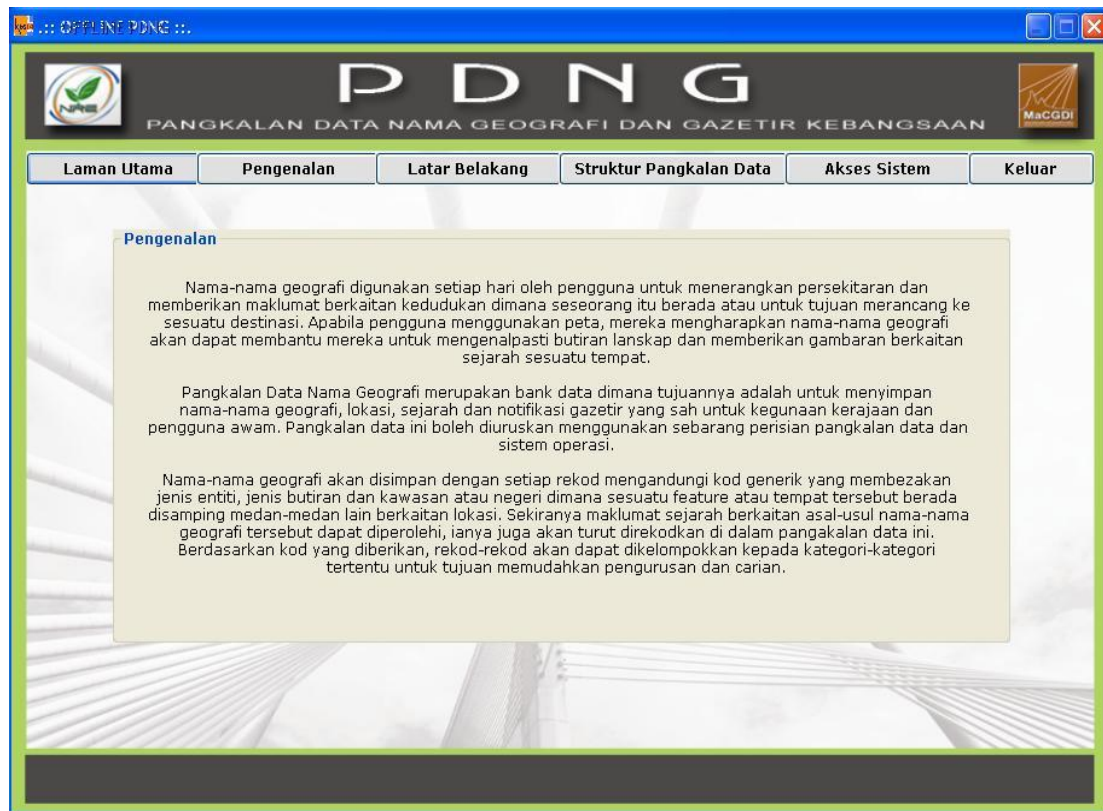 .:: OFFLINE PDNG ::.
NRE
P D N G
PANGKALAN DATA NAMA GEOGRAFI DAN GAZETIR KEBANGSAAN
MaCGDI
Laman Utama Pengenalan Latar Belakang Struktur Pangkalan Data Akses Sistem Keluar
Pengenalan
Nama-nama geografi digunakan setiap hari oleh pengguna untuk menerangkan persekitaran dan
memberikan maklumat berkaitan kedudukan dimana seseorang itu berada atau untuk tujuan merancang ke
sesuatu destinasi. Apabila pengguna menggunakan peta, mereka mengharapkan nama-nama geografi
akan dapat membantu mereka untuk mengenalpasti butiran lanskap dan memberikan gambaran berkaitan
sejarah sesuatu tempat.
Pangkalan Data Nama Geografi merupakan bank data dimana tujuannya adalah untuk menyimpan
nama-nama geografi, lokasi, sejarah dan notifikasi gazetir yang sah untuk kegunaan kerajaan dan
pengguna awam. Pangkalan data ini boleh diuruskan menggunakan sebarang perisian pangkalan data dan
sistem operasi.
Nama-nama geografi akan disimpan dengan setiap rekod mengandungi kod generik yang membezakan
jenis entiti, jenis butiran dan kawasan atau negeri dimana sesuatu feature atau tempat tersebut berada
disamping medan-medan lain berkaitan lokasi. Sekiranya maklumat sejarah berkaitan asal-usul nama-nama
geografi tersebut dapat diperolehi, ianya juga akan turut direkodkan di dalam pangakalan data ini.
Berdasarkan kod yang diberikan, rekod-rekod akan dapat dikelompokkan kepada kategori-kategori
tertentu untuk tujuan memudahkan pengurusan dan carian.